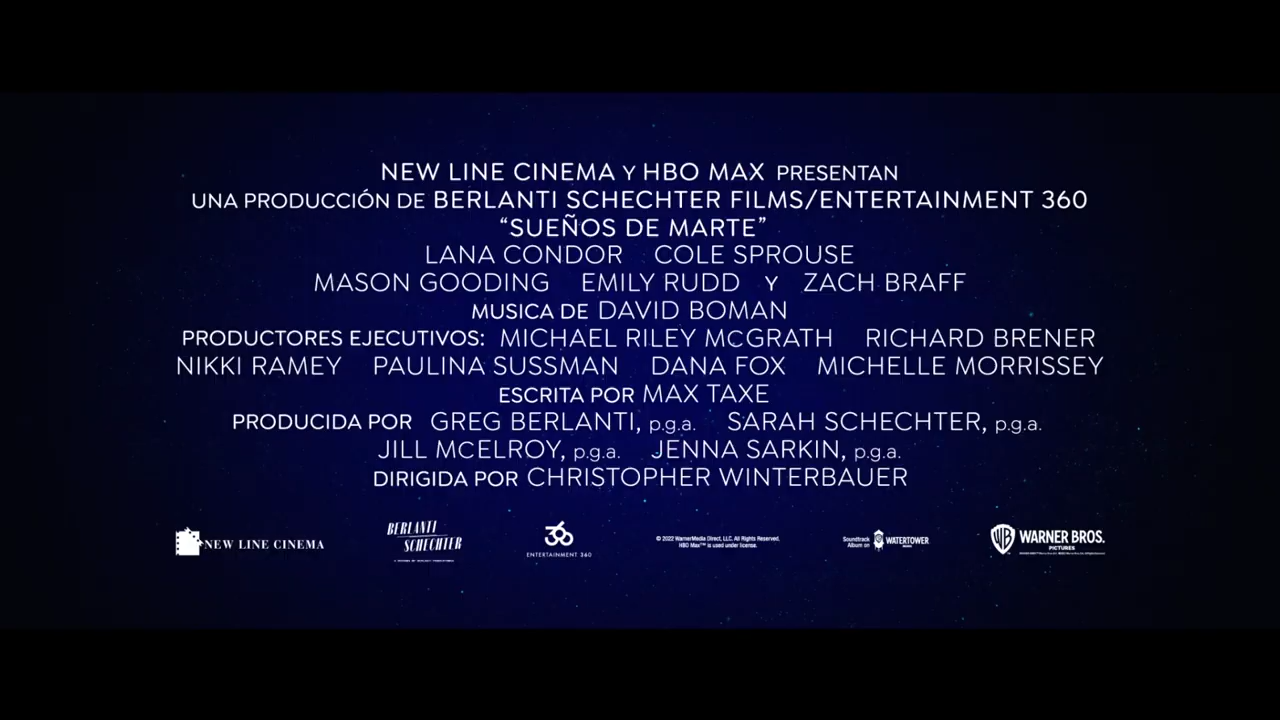 NEW LINE CINEMA Y HBO MAX PRESENTAN
UNA PRODUCCIÓN DE BERLANTI SCHECHTER FILMS/ENTERTAINMENT 360
“SUEÑOS DE MARTE”
LANA CONDOR COLE SPROUSE
MASON GOODING EMILY RUDD Y ZACH BRAFF
MUSICA DE DAVID BOMAN
PRODUCTORES EJECUTIVOS: MICHAEL RILEY McGRATH RICHARD BRENER
NIKKI RAMEY PAULINA SUSSMAN DANA FOX MICHELLE MORRISSEY
ESCRITA POR MAX TAXE
PRODUCIDA POR GREG BERLANTI, p.g.a. SARAH SCHECHTER, p.g.a.
JILL McELROY, p.g.a. JENNA SARKIN, p.g.a.
DIRIGIDA POR CHRISTOPHER WINTERBAUER
NEW LINE CINEMA
BERLANTI
SCHECHTER
36
ENTERTAINMENT 360
© 2022 WarnerMedia Direct, LLC. All Rights Reserved.
HBO Max™ is used under license.
Soundtrack
Album on
WATERTOWER
WB WARNER BROS.
PICTURES